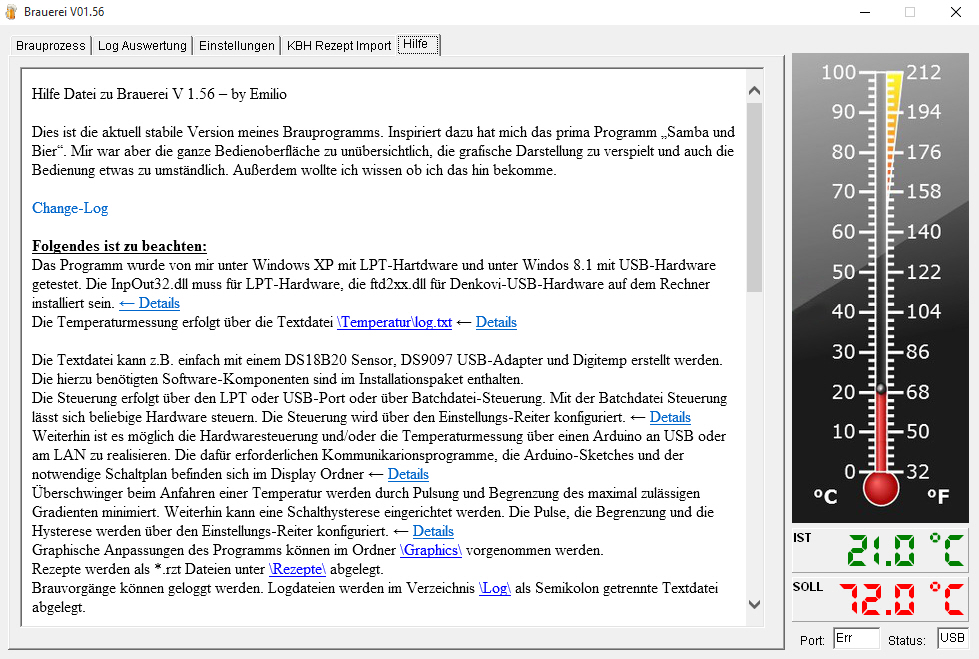 Brauerei V01.56
Brauprozess
Log Auswertung
Einstellungen
KBH Rezept Import
Hilfe
Hilfe Datei zu Brauerei V 1.56 – by Emilio
Dies ist die aktuell stabile Version meines Brauprogramms. Inspiriert dazu hat mich das prima Programm „Samba und
Bier“. Mir war aber die ganze Bedienoberfläche zu unübersichtlich, die grafische Darstellung zu verspielt und auch die
Bedienung etwas zu umständlich. Außerdem wollte ich wissen ob ich das hin bekomme.
Change-Log
Folgendes ist zu beachten:
Das Programm wurde von mir unter Windows XP mit LPT-Hartdware und unter Windos 8.1 mit USB-Hardware
getestet. Die InpOut32.dll muss für LPT-Hardware, die ftd2xx.dll für Denkovi-USB-Hardware auf dem Rechner
installiert sein. ← Details
Die Temperaturmessung erfolgt über die Textdatei \Temperatur\log.txt ← Details
Die Textdatei kann z.B. einfach mit einem DS18B20 Sensor, DS9097 USB-Adapter und Digitemp erstellt werden.
Die hierzu benötigten Software-Komponenten sind im Installationspaket enthalten.
Die Steuerung erfolgt über den LPT oder USB-Port oder über Batchdatei-Steuerung. Mit der Batchdatei Steuerung
lässt sich beliebige Hardware steuern. Die Steuerung wird über den Einstellungs-Reiter konfiguriert. ← Details
Weiterhin ist es möglich die Hardwaresteuerung und/oder die Temperaturmessung über einen Arduino an USB oder
am LAN zu realisieren. Die dafür erforderlichen Kommunikarionsprogramme, die Arduino-Sketches und der
notwendige Schaltplan befinden sich im Display Ordner ← Details
Überschwinger beim Anfahren einer Temperatur werden durch Pulsung und Begrenzung des maximal zulässigen
Gradienten minimiert. Weiterhin kann eine Schalthysterese eingerichtet werden. Die Pulse, die Begrenzung und die
Hysterese werden über den Einstellungs-Reiter konfiguriert. ← Details
Graphische Anpassungen des Programms können im Ordner \Graphics\ vorgenommen werden.
Rezepte werden als *.rzt Dateien unter \Rezepte\ abgelegt.
Brauvorgänge können geloggt werden. Logdateien werden im Verzeichnis \Log\ als Semikolon getrennte Textdatei
abgelegt.
100 212
90 194
80 176
70 158
60 140
50 122
40 104
30 86
20 68
10 50
0 32
°C °F
IST 21.0 °C
SOLL 72.0 °C
Port: Err Status: USB